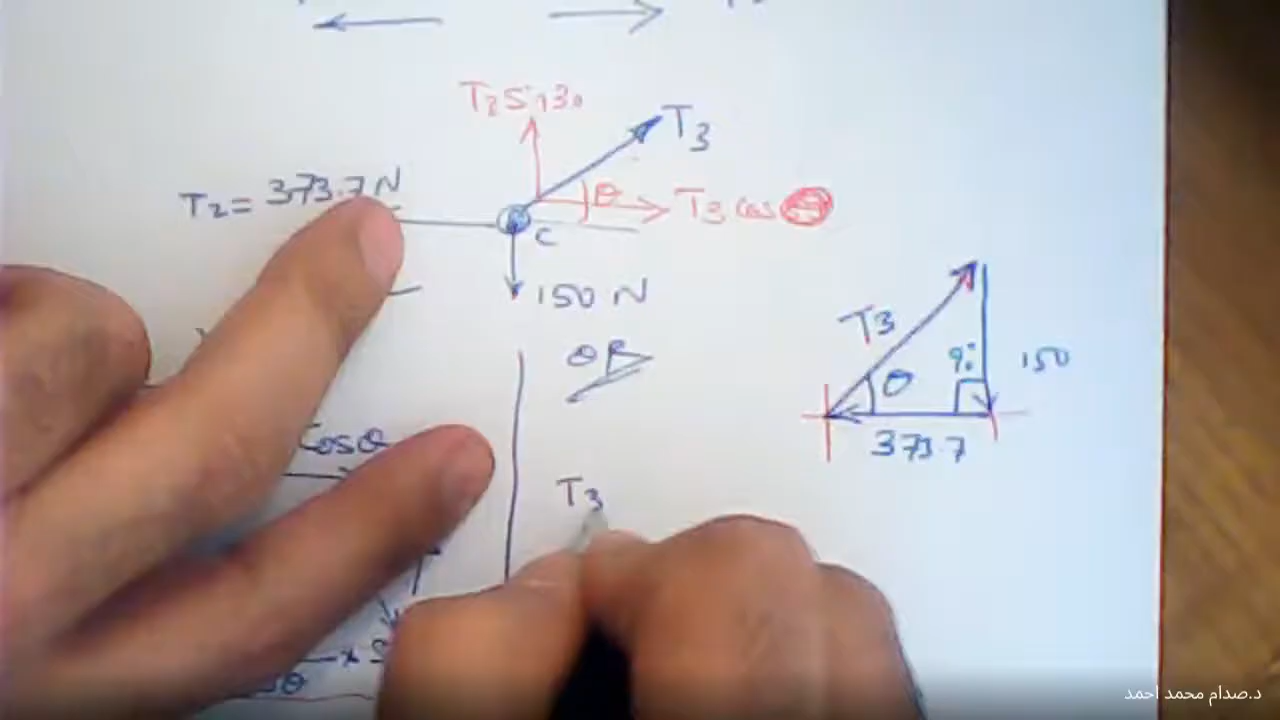 T₃ Sin30
T₃
T₂ = 373.7 N
θ
T₃ cos
C
150 N
OR
T₃
θ
90°
150
373.7
Cosθ
T₃
د.صدام محمد احمد